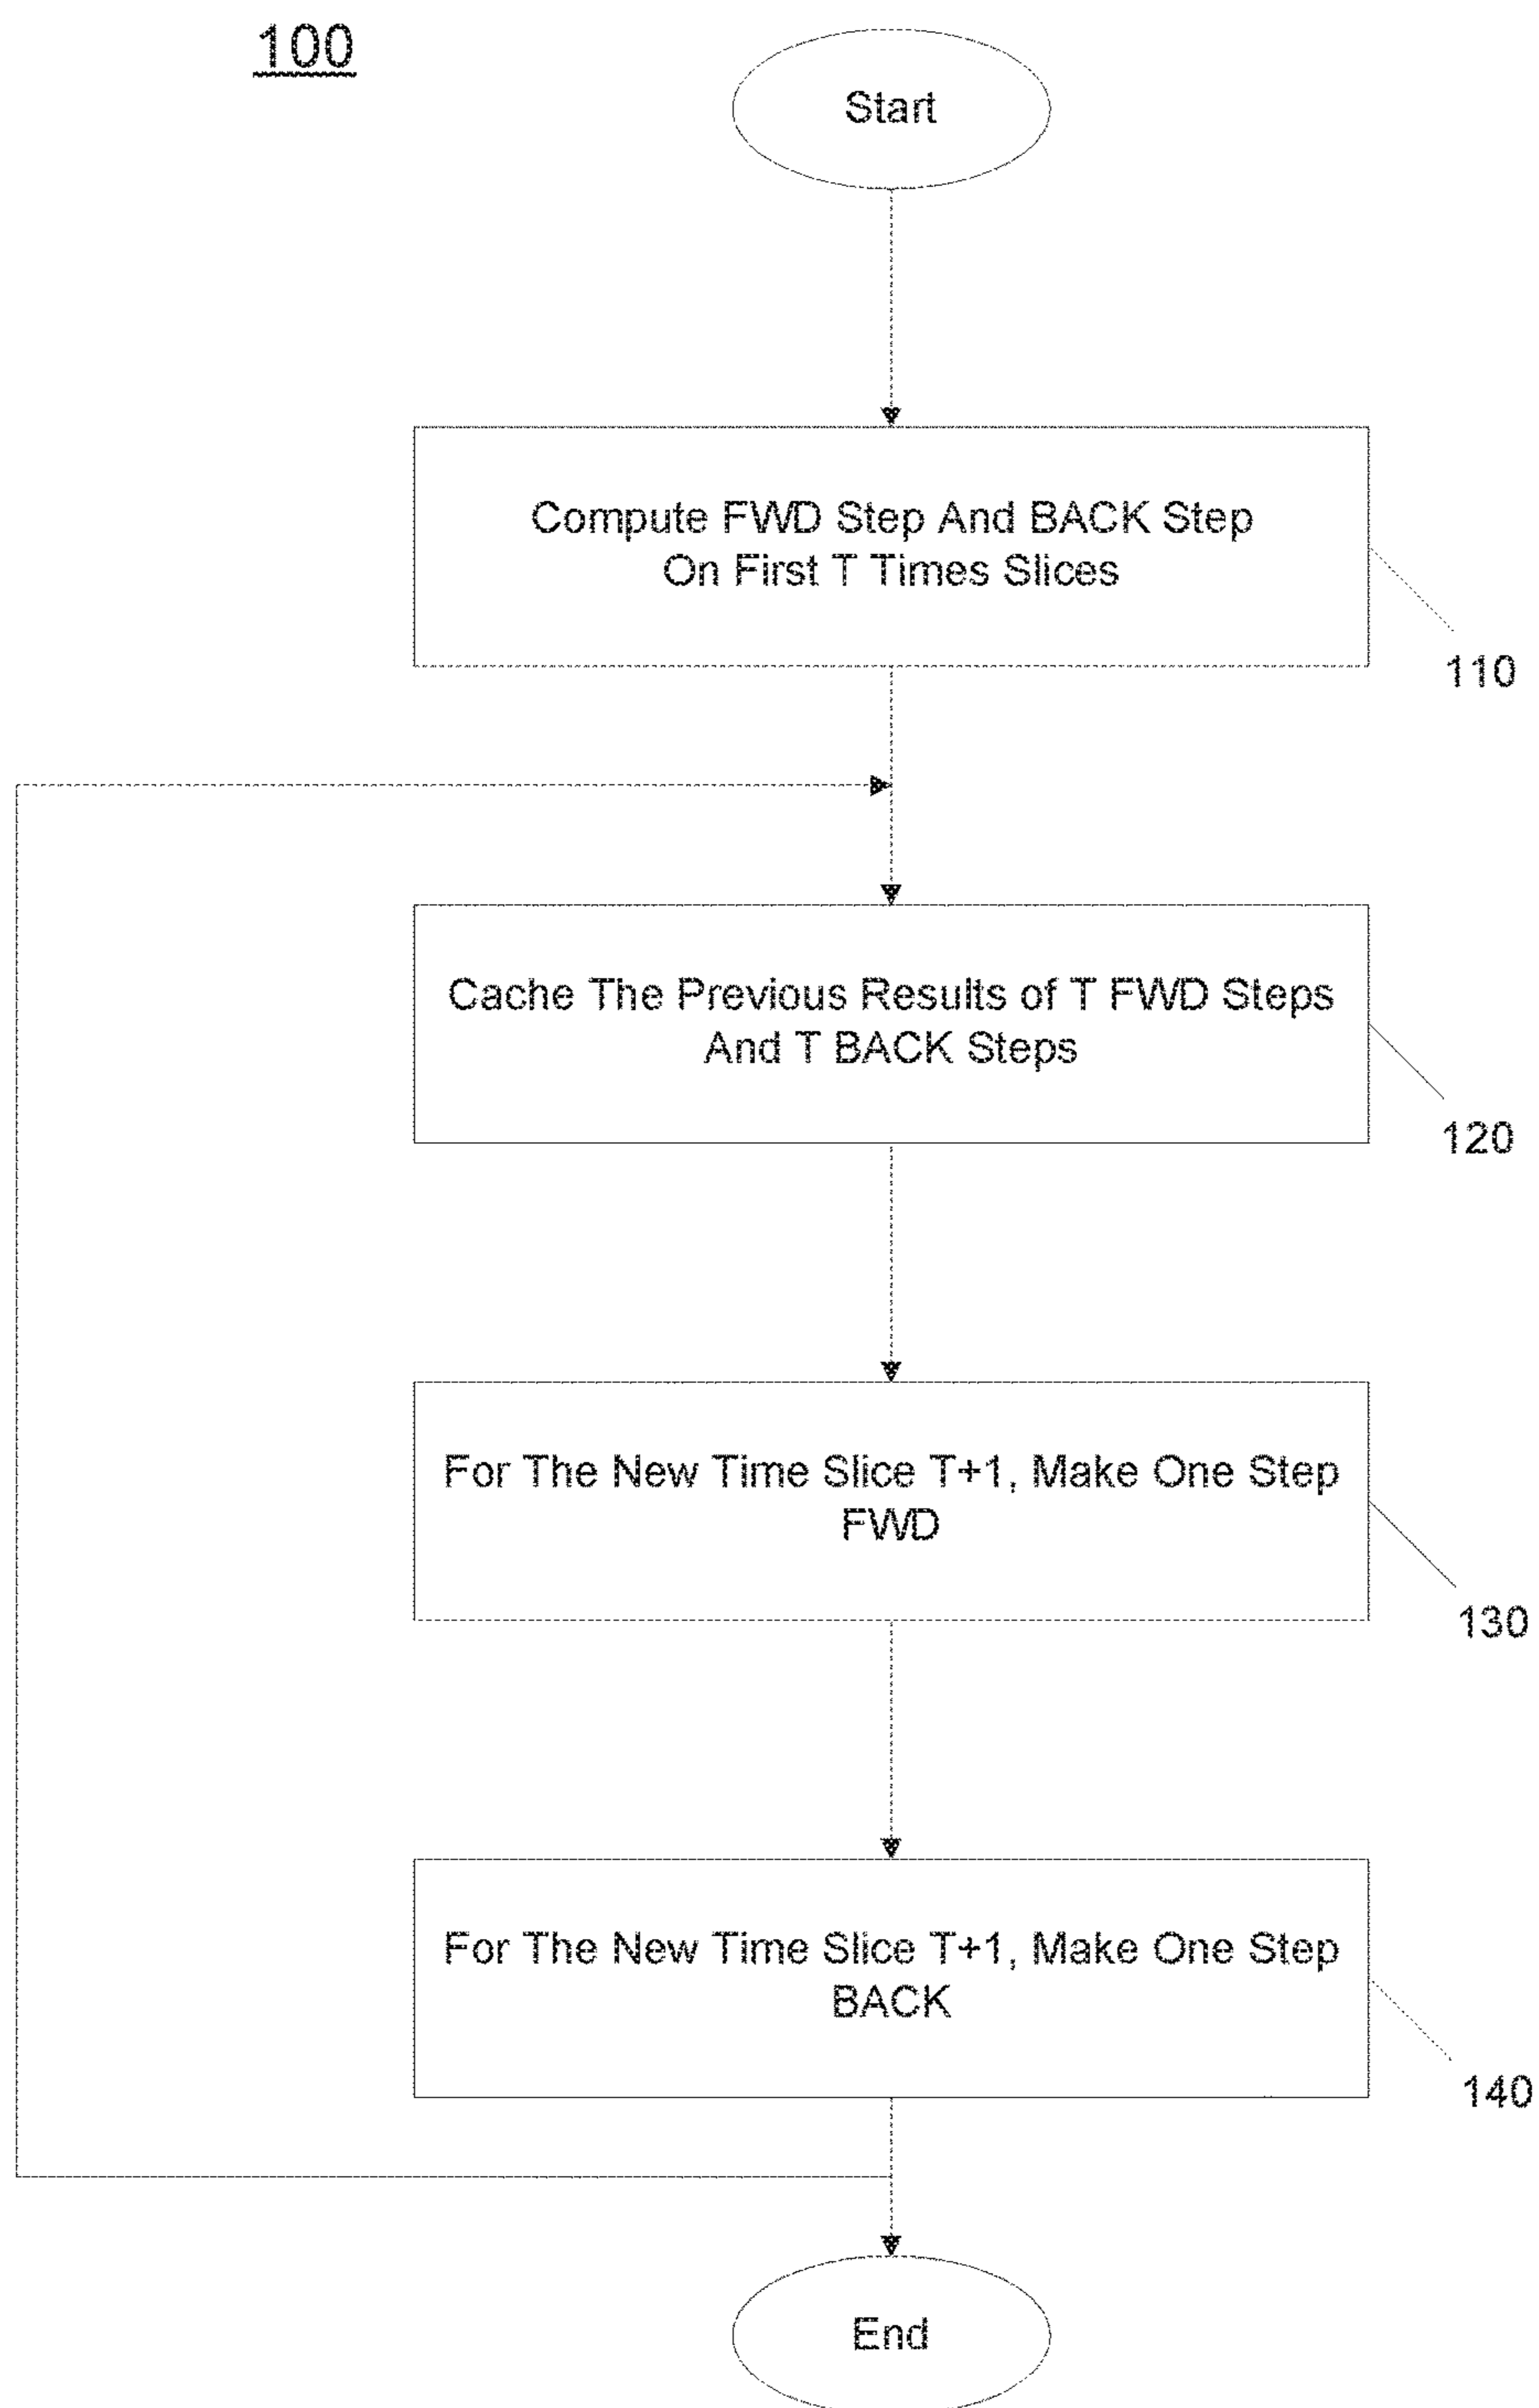 100
Start
Compute FWD Step And BACK Step
On First T Times Slices
110
Cache The Previous Results of T FWD Steps
And T BACK Steps
120
For The New Time Slice T+1, Make One Step
FWD
130
For The New Time Slice T+1, Make One Step
BACK
140
End